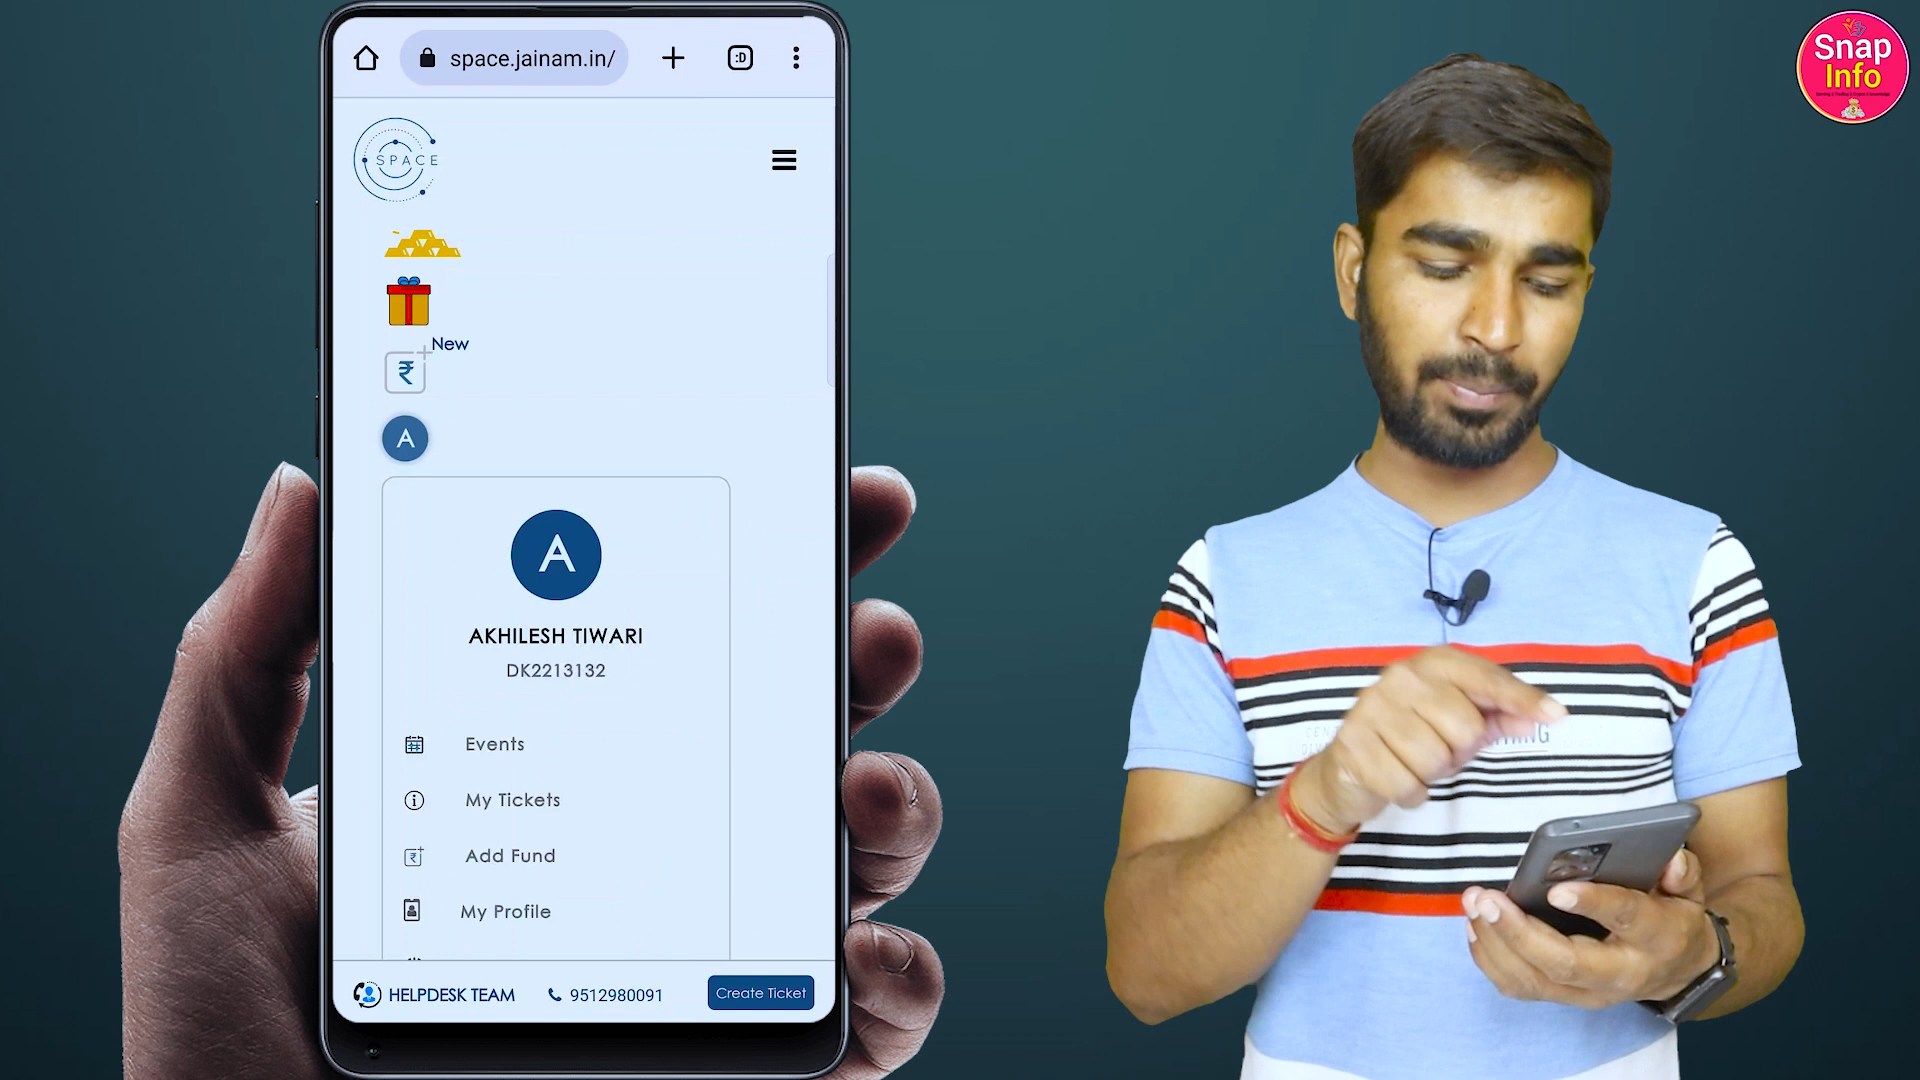 space.jainam.in/
:D
SPACE
New
A
A
AKHILESH TIWARI
DK2213132
Events
My Tickets
Add Fund
My Profile
HELPDESK TEAM
9512980091
Create Ticket
Snap
Info